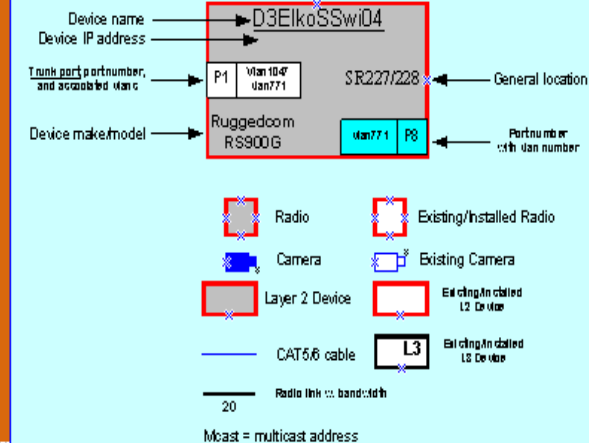 Device name
D3ElkoSSwi04
Device IP address
Trunk port portnumber,
and associated vlans
P1
Vlan1047
vlan771
SR227/228
General location
Device make/model
Ruggedcom
RS900G
vlan771
P8
Portnumber
with vlan number
Radio
Existing/Installed Radio
Camera
Existing Camera
Layer 2 Device
Existing/Installed
L2 Device
CAT5/6 cable
L3
Existing/Installed
L3 Device
20
Radio link w. bandwidth
Mcast = multicast address